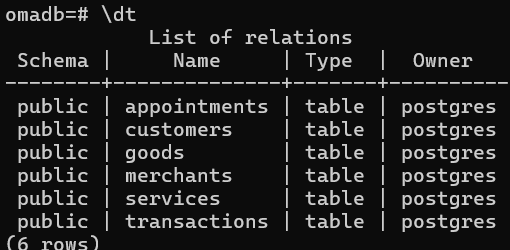 omadb=# \dt
List of relations
Schema | Name | Type | Owner
--------+--------------+-------+----------
public | appointments | table | postgres
public | customers | table | postgres
public | goods | table | postgres
public | merchants | table | postgres
public | services | table | postgres
public | transactions | table | postgres
(6 rows)